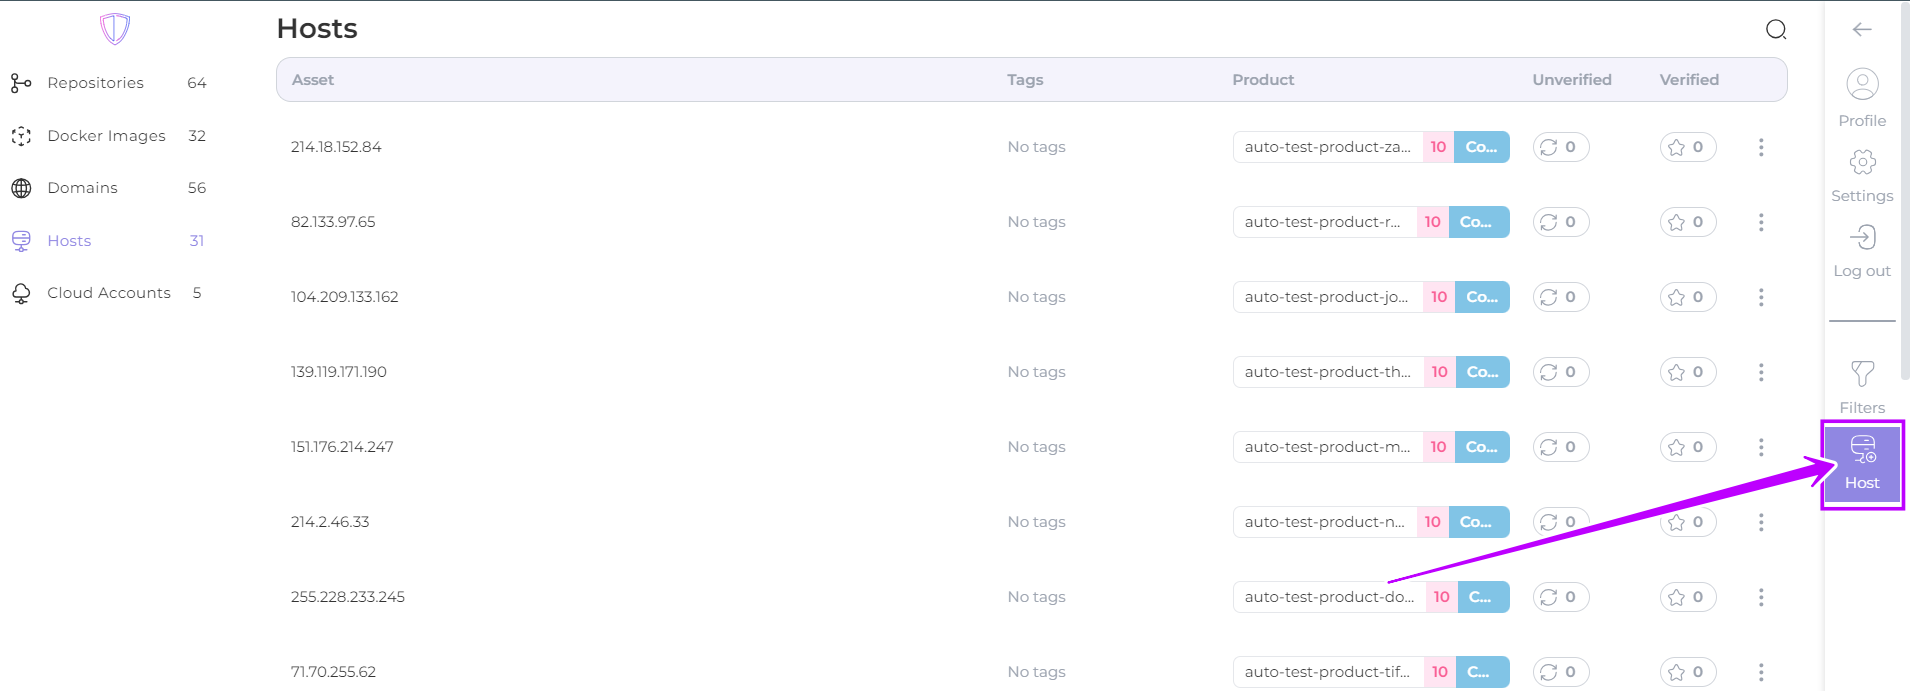 Hosts
Repositories 64
Docker Images 32
Domains 56
Hosts 31
Cloud Accounts 5
Asset Tags Product Unverified Verified
214.18.152.84 No tags auto-test-product-za... 10 Co... 0 0
82.133.97.65 No tags auto-test-product-r... 10 Co... 0 0
104.209.133.162 No tags auto-test-product-jo... 10 Co... 0 0
139.119.171.190 No tags auto-test-product-th... 10 Co... 0 0
151.176.214.247 No tags auto-test-product-m... 10 Co... 0 0
214.2.46.33 No tags auto-test-product-n... 10 Co... 0 0
255.228.233.245 No tags auto-test-product-do... 10 C... 0 0
71.70.255.62 No tags auto-test-product-tif... 10 C... 0 0
Profile
Settings
Log out
Filters
Host